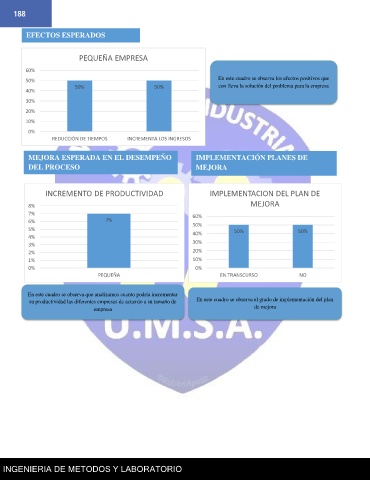 188
EFECTOS ESPERADOS
PEQUEÑA EMPRESA
60%
50%
40%
30%
20%
10%
0%
50%
50%
REDUCCIÓN DE TIEMPOS
INCREMENTA LOS INGRESOS
En este cuadro se observa los efectos positivos que
con lleva la solución del problema para la empresa
INDUSTRIAL
MEJORA ESPERADA EN EL DESEMPEÑO
DEL PROCESO
IMPLEMENTACIÓN PLANES DE
MEJORA
INCREMENTO DE PRODUCTIVIDAD
8%
7%
6%
5%
4%
3%
2%
1%
0%
7%
PEQUEÑA
IMPLEMENTACION DEL PLAN DE
MEJORA
60%
50%
40%
30%
20%
10%
0%
50%
50%
EN TRANSCURSO
NO
En este cuadro se observa que analizamos cuanto podría incrementar
su productividad las diferentes empresas de acuerdo a su tamaño de
empresa
En este cuadro se observa el grado de implementación del plan
de mejora
U.M.S.A.
INGENIERIA DE METODOS Y LABORATORIO